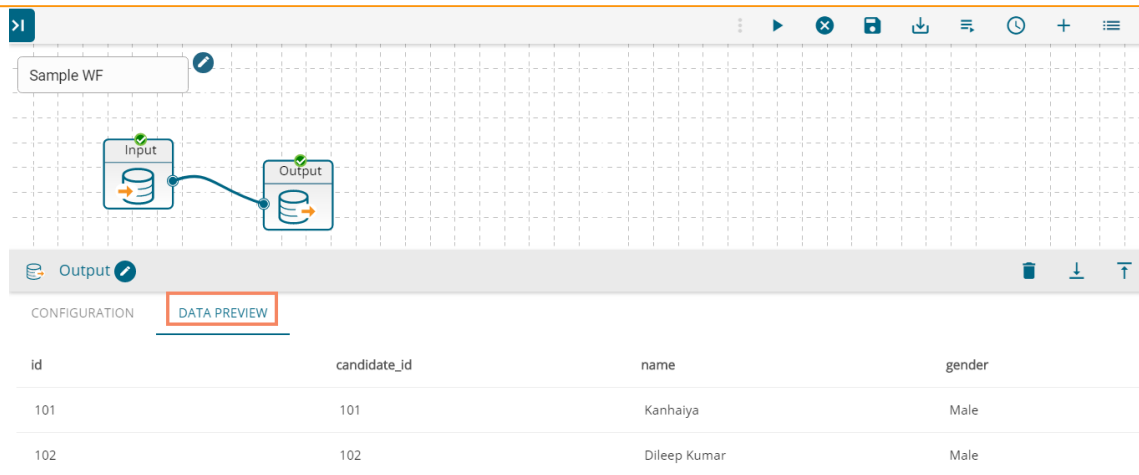 Sample WF
Input
Output
Output
CONFIGURATION DATA PREVIEW
id candidate_id name gender
101 101 Kanhaiya Male
102 102 Dileep Kumar Male